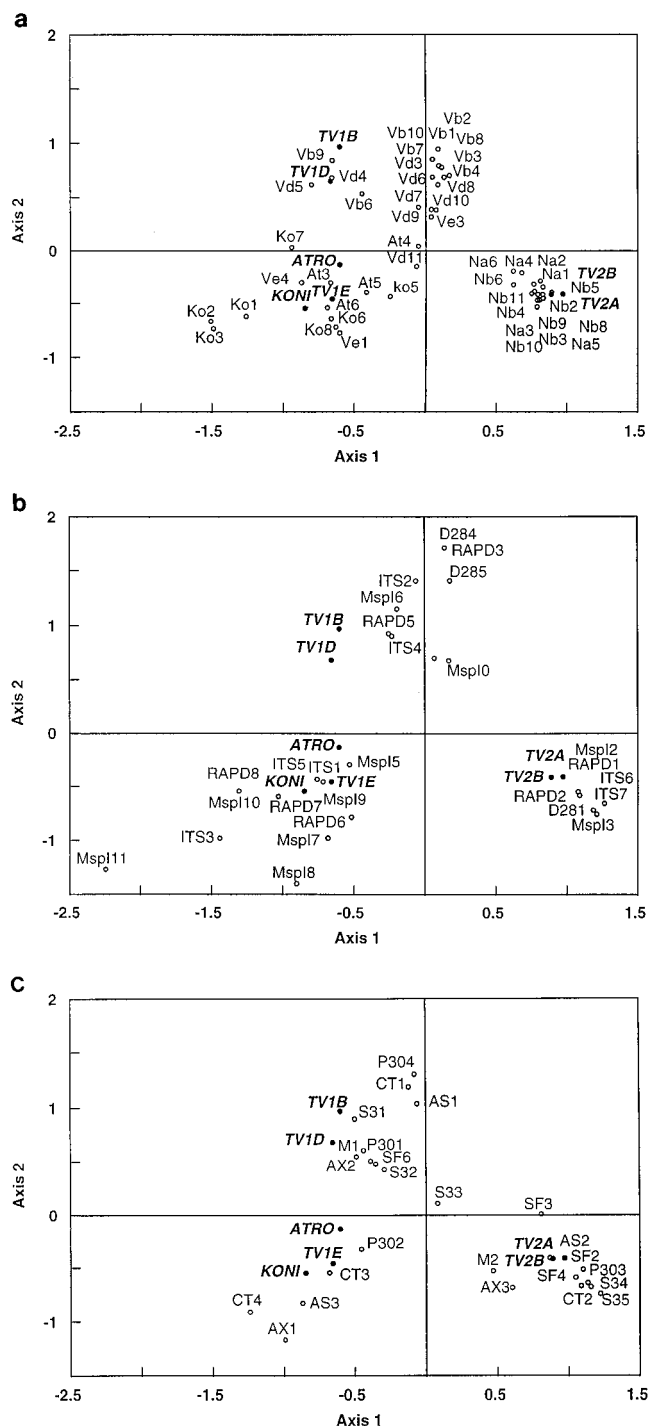 a
2
1
0
-1
Axis 2
Vb2
Vb10 Vb1 Vb8
TV1B
Vb7 Vb3
Vb9
Vd3 Vb4
TV1D Vd4
Vd6 Vd8
Vd5
Vb6
Vd7 Vd10
Vd9 Ve3
Ko7
At4
ATRO
Vd11
Na6 Na4 Na2
Ve4 At3
Nb6 Na1 TV2B
KONI TV1E At5 ko5
Nb11 Nb5
Ko2 Ko1 At6
Nb4 Nb2 TV2A
Ko3 Ko8 Ko6
Na3 Nb9 Nb8
Ve1
Nb10 Nb3 Na5
-2.5 -1.5 -0.5 0.5 1.5
Axis 1
b
2
1
0
-1
Axis 2
D284
RAPD3
ITS2 D285
MspI6
TV1B RAPD5
TV1D ITS4
MspI0
ATRO
TV2A MspI2
ITS5 ITS1 MspI5
RAPD1
RAPD8 KONI TV1E
TV2B ITS6
MspI10 RAPD7 MspI9
RAPD2 ITS7
RAPD6
D281
ITS3 MspI7
MspI3
MspI11
MspI8
-2.5 -1.5 -0.5 0.5 1.5
Axis 1
c
2
1
0
-1
Axis 2
P304
CT1
TV1B AS1
S31
TV1D M1 P301
AX2 SF6
S32
S33 SF3
ATRO
TV2A AS2
TV1E P302
M2 TV2B SF2
KONI CT3
SF4 P303
AX3 S34
CT4 AS3
CT2 S35
AX1
-2.5 -1.5 -0.5 0.5 1.5
Axis 1